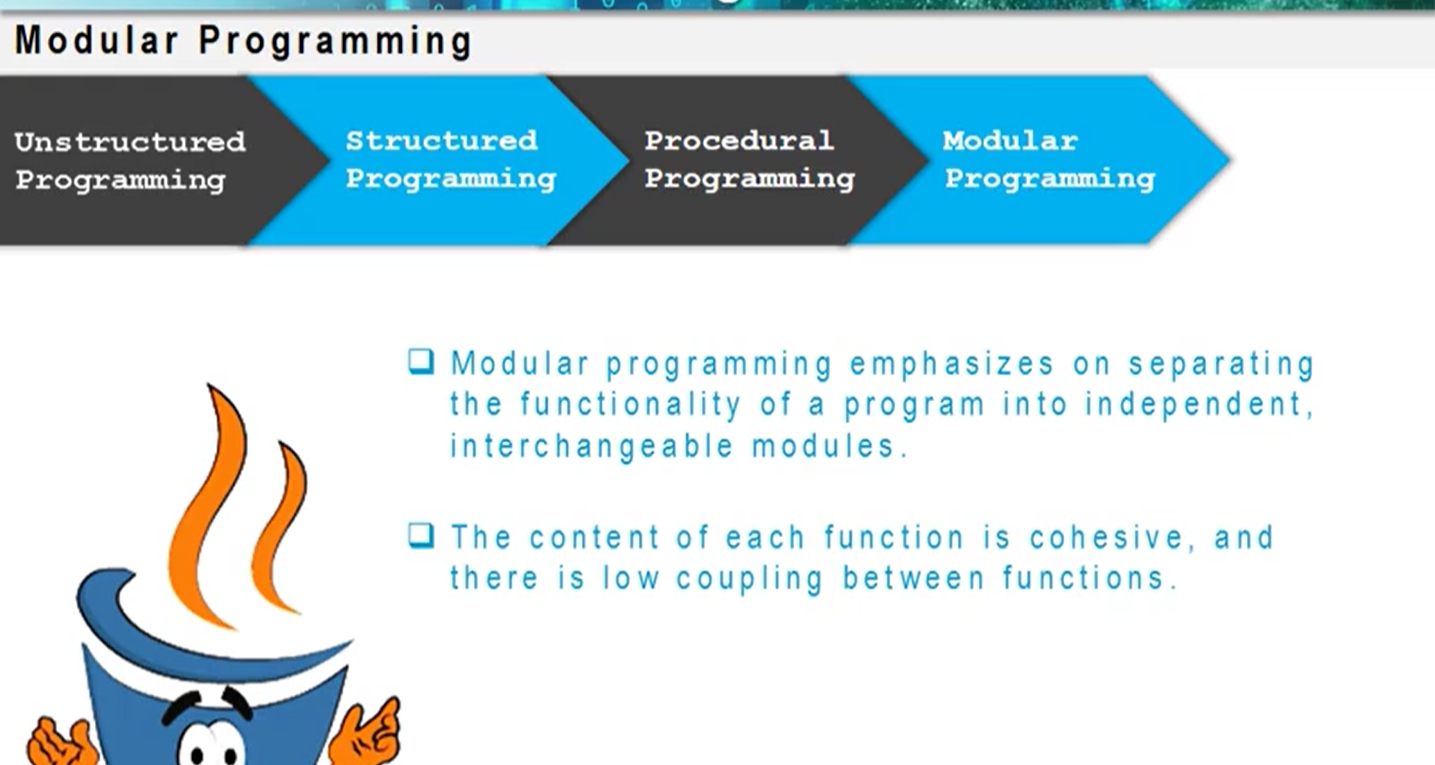 Modular Programming
Unstructured
Programming
Structured
Programming
Procedural
Programming
Modular
Programming
Modular programming emphasizes on separating
the functionality of a program into independent,
interchangeable modules.
The content of each function is cohesive, and
there is low coupling between functions.